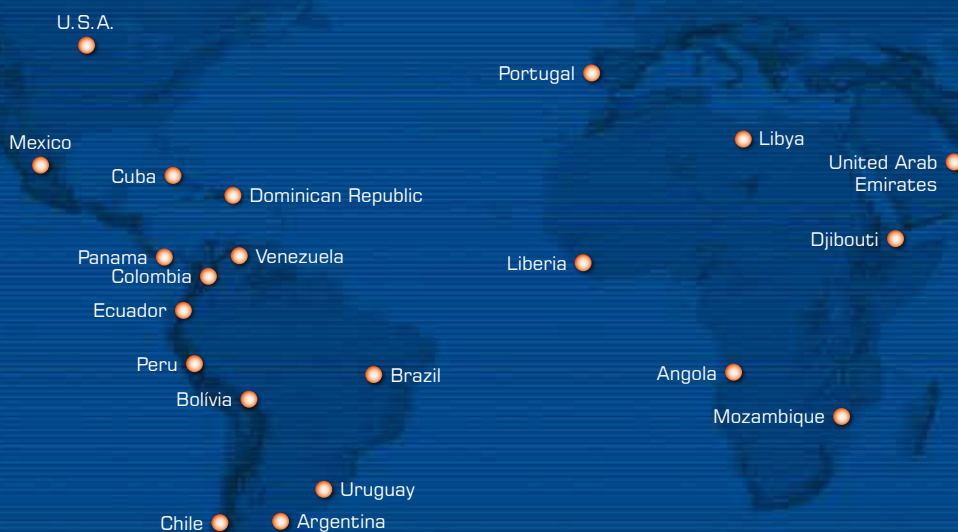 U.S.A.
Portugal
Mexico
Libya
United Arab
Emirates
Cuba
Dominican Republic
Djibouti
Panama
Venezuela
Liberia
Colombia
Ecuador
Peru
Brazil
Angola
Bolívia
Mozambique
Uruguay
Chile
Argentina